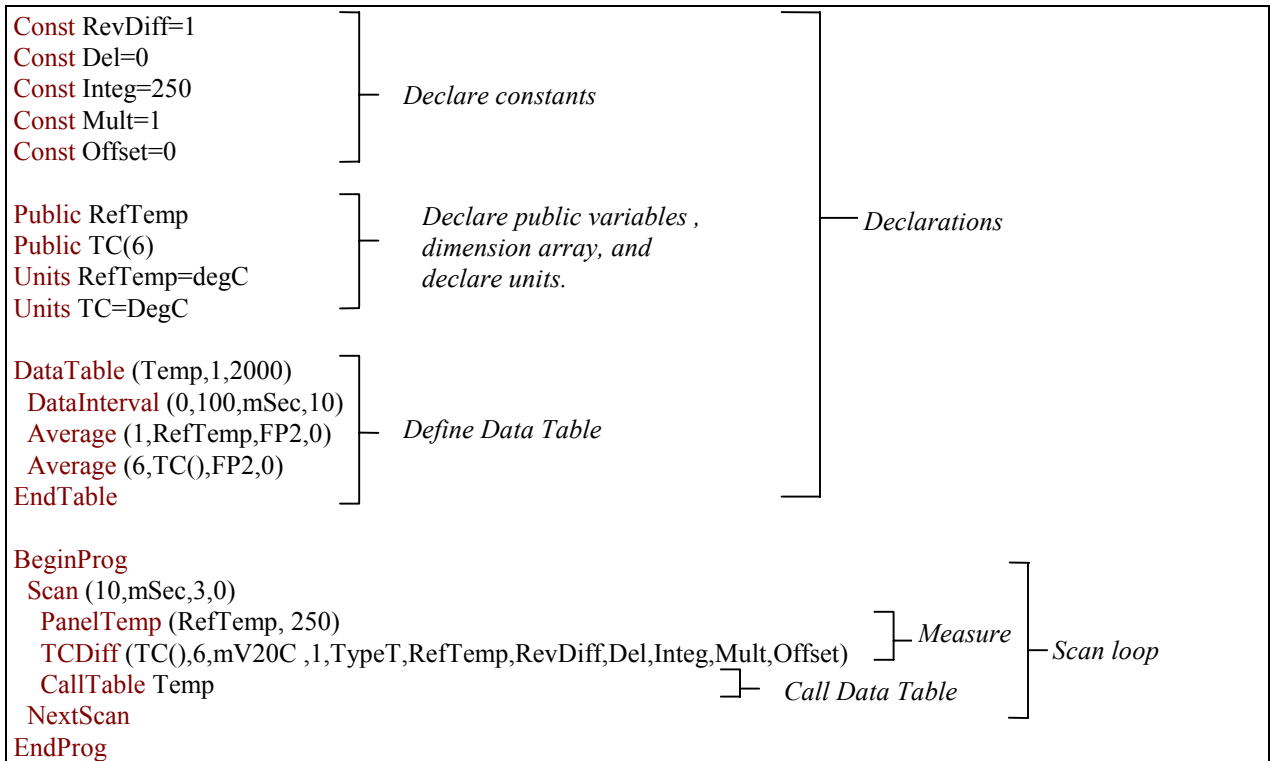 Const RevDiff=1
Const Del=0
Const Integ=250
Const Mult=1
Const Offset=0
Declare constants
Public RefTemp
Public TC(6)
Units RefTemp=degC
Units TC=DegC
Declare public variables ,
dimension array, and
declare units.
Declarations
DataTable (Temp,1,2000)
DataInterval (0,100,mSec,10)
Average (1,RefTemp,FP2,0)
Average (6,TC(),FP2,0)
EndTable
Define Data Table
BeginProg
Scan (10,mSec,3,0)
PanelTemp (RefTemp, 250)
TCDiff (TC(),6,mV20C ,1,TypeT,RefTemp,RevDiff,Del,Integ,Mult,Offset)
Measure
Scan loop
CallTable Temp
Call Data Table
NextScan
EndProg